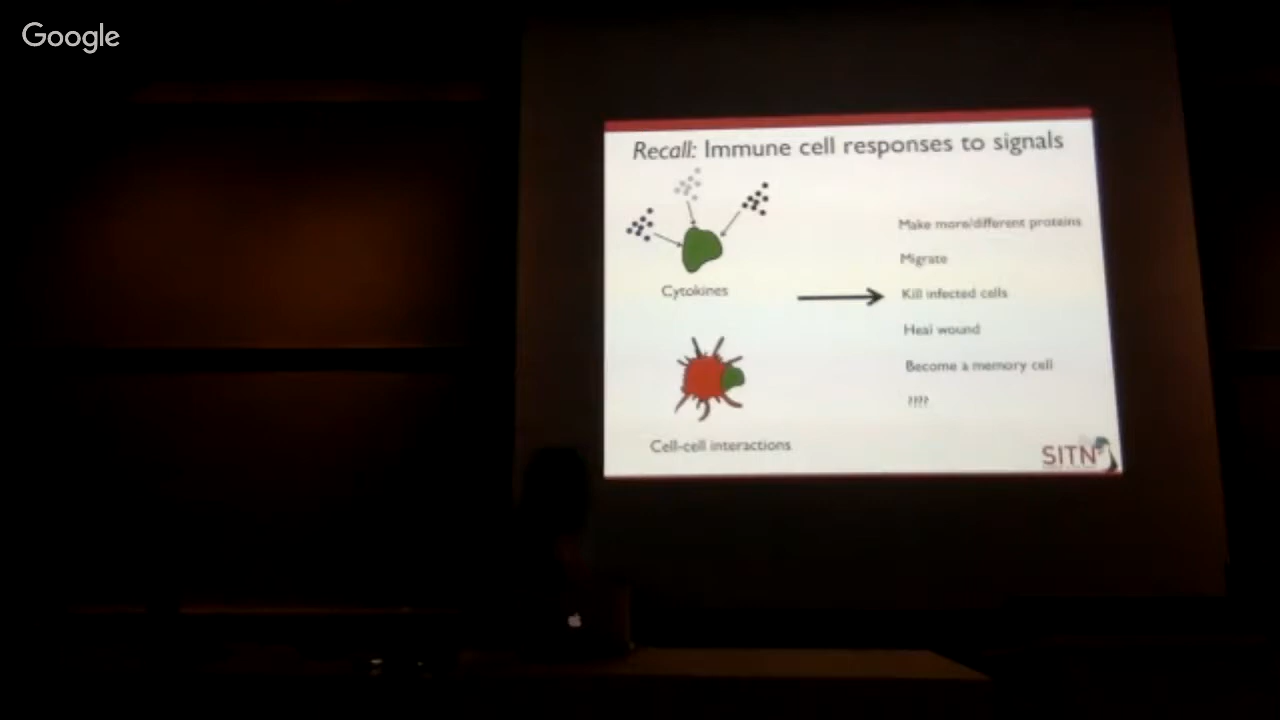 Google
Recall: Immune cell responses to signals
Cytokines
Cell-cell interactions
Make more/different proteins
Migrate
Kill infected cells
Heal wound
Become a memory cell
????
SITN